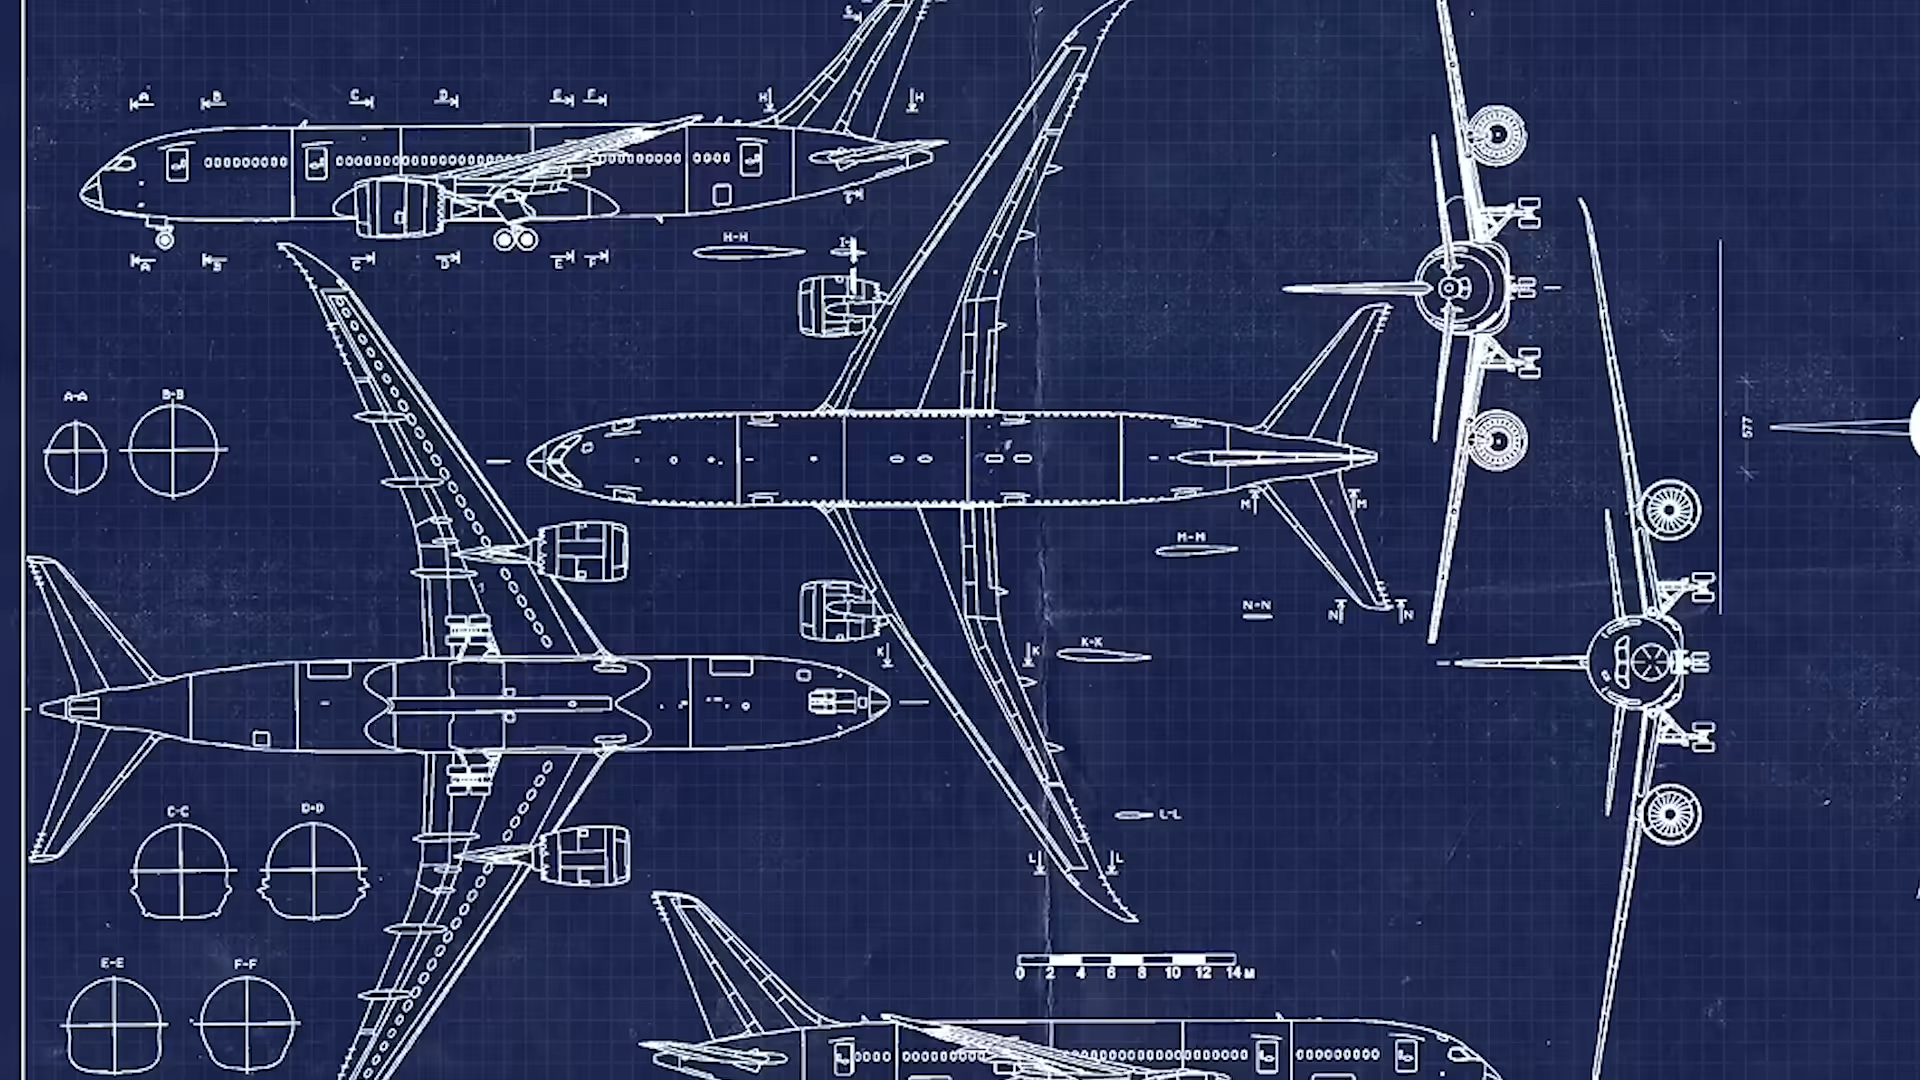 A B C D E F H H
A B C D E F
H-H
A-A B-B
577
M M
M-M
N-N N N
K K K-K
C-C D-D
L-L
L L
E-E F-F
0 2 4 6 8 10 12 14 м